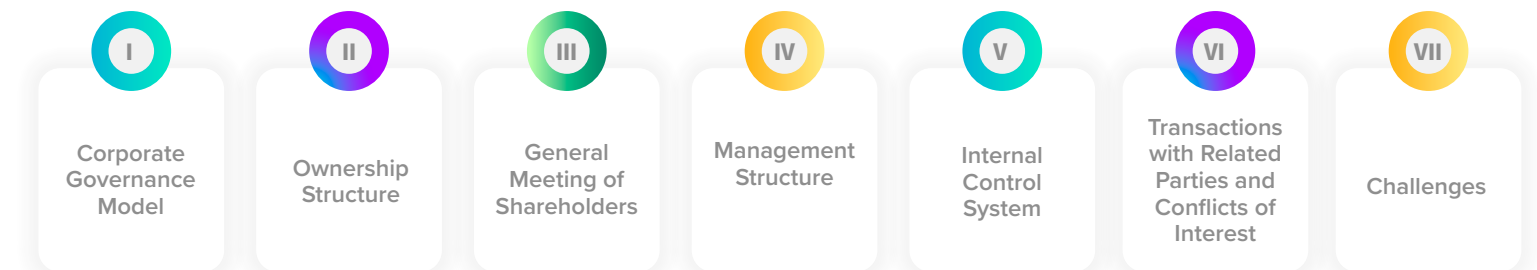 I
Corporate
Governance
Model
II
Ownership
Structure
III
General
Meeting of
Shareholders
IV
Management
Structure
V
Internal
Control
System
VI
Transactions
with Related
Parties and
Conflicts of
Interest
VII
Challenges